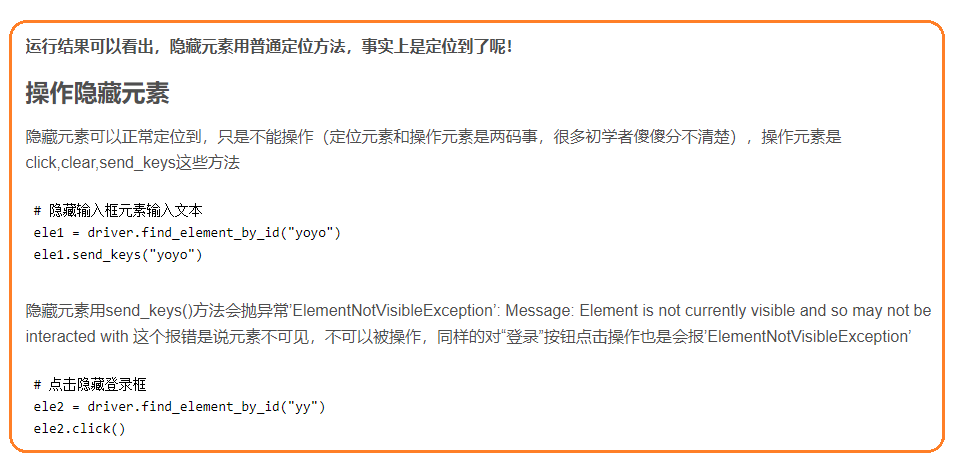 运行结果可以看出，隐藏元素用普通定位方法，事实上是定位到了呢！
操作隐藏元素
隐藏元素可以正常定位到，只是不能操作（定位元素和操作元素是两码事，很多初学者傻傻分不清楚），操作元素是
click,clear,send_keys这些方法
# 隐藏输入框元素输入文本
ele1 = driver.find_element_by_id("yoyo")
ele1.send_keys("yoyo")
隐藏元素用send_keys()方法会抛异常'ElementNotVisibleException': Message: Element is not currently visible and so may not be
interacted with 这个报错是说元素不可见，不可以被操作，同样的对“登录”按钮点击操作也是会报'ElementNotVisibleException'
# 点击隐藏登录框
ele2 = driver.find_element_by_id("yy")
ele2.click()